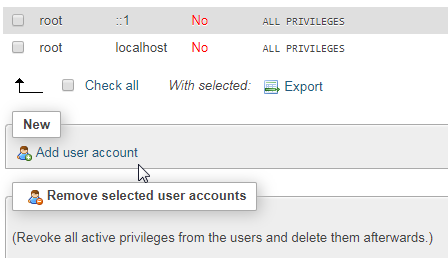 root ::1 No ALL PRIVILEGES
root localhost No ALL PRIVILEGES
Check all With selected: Export
New
Add user account
Remove selected user accounts
(Revoke all active privileges from the users and delete them afterwards.)